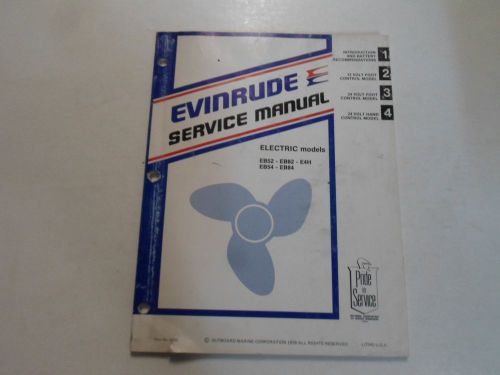 EVINRUDE E
SERVICE MANUAL
ELECTRIC models
EB52 - EB82 - E4H
EB54 - EB84
INTRODUCTION
AND BATTERY
RECOMMENDATIONS
1
12 VOLT FOOT
CONTROL MODEL
2
24 VOLT FOOT
CONTROL MODEL
3
24 VOLT HAND
CONTROL MODEL
4
Pride
in
Service
© OUTBOARD MARINE CORPORATION
ALL RIGHTS RESERVED
U.S.A.